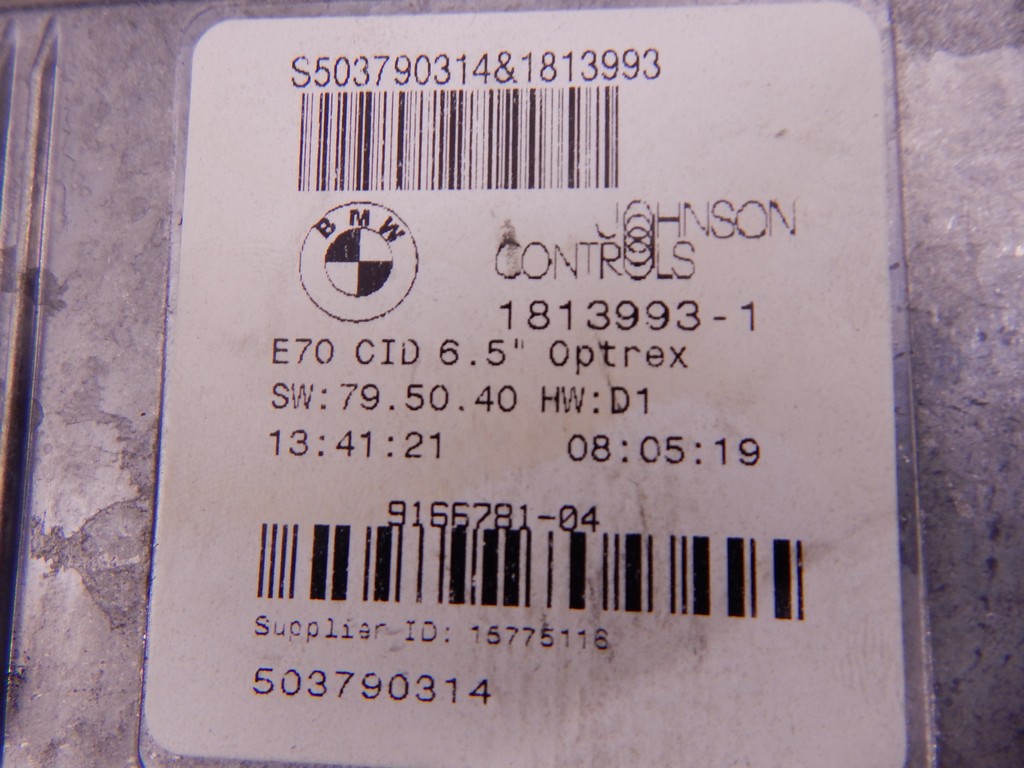 S503790314&1813993
BMW
JOHNSON
CONTROLS
1813993-1
E70 CID 6.5" Optrex
SW:79.50.40 HW:D1
13:41:21 08:05:19
9166781-04
Supplier ID: 15775116
503790314